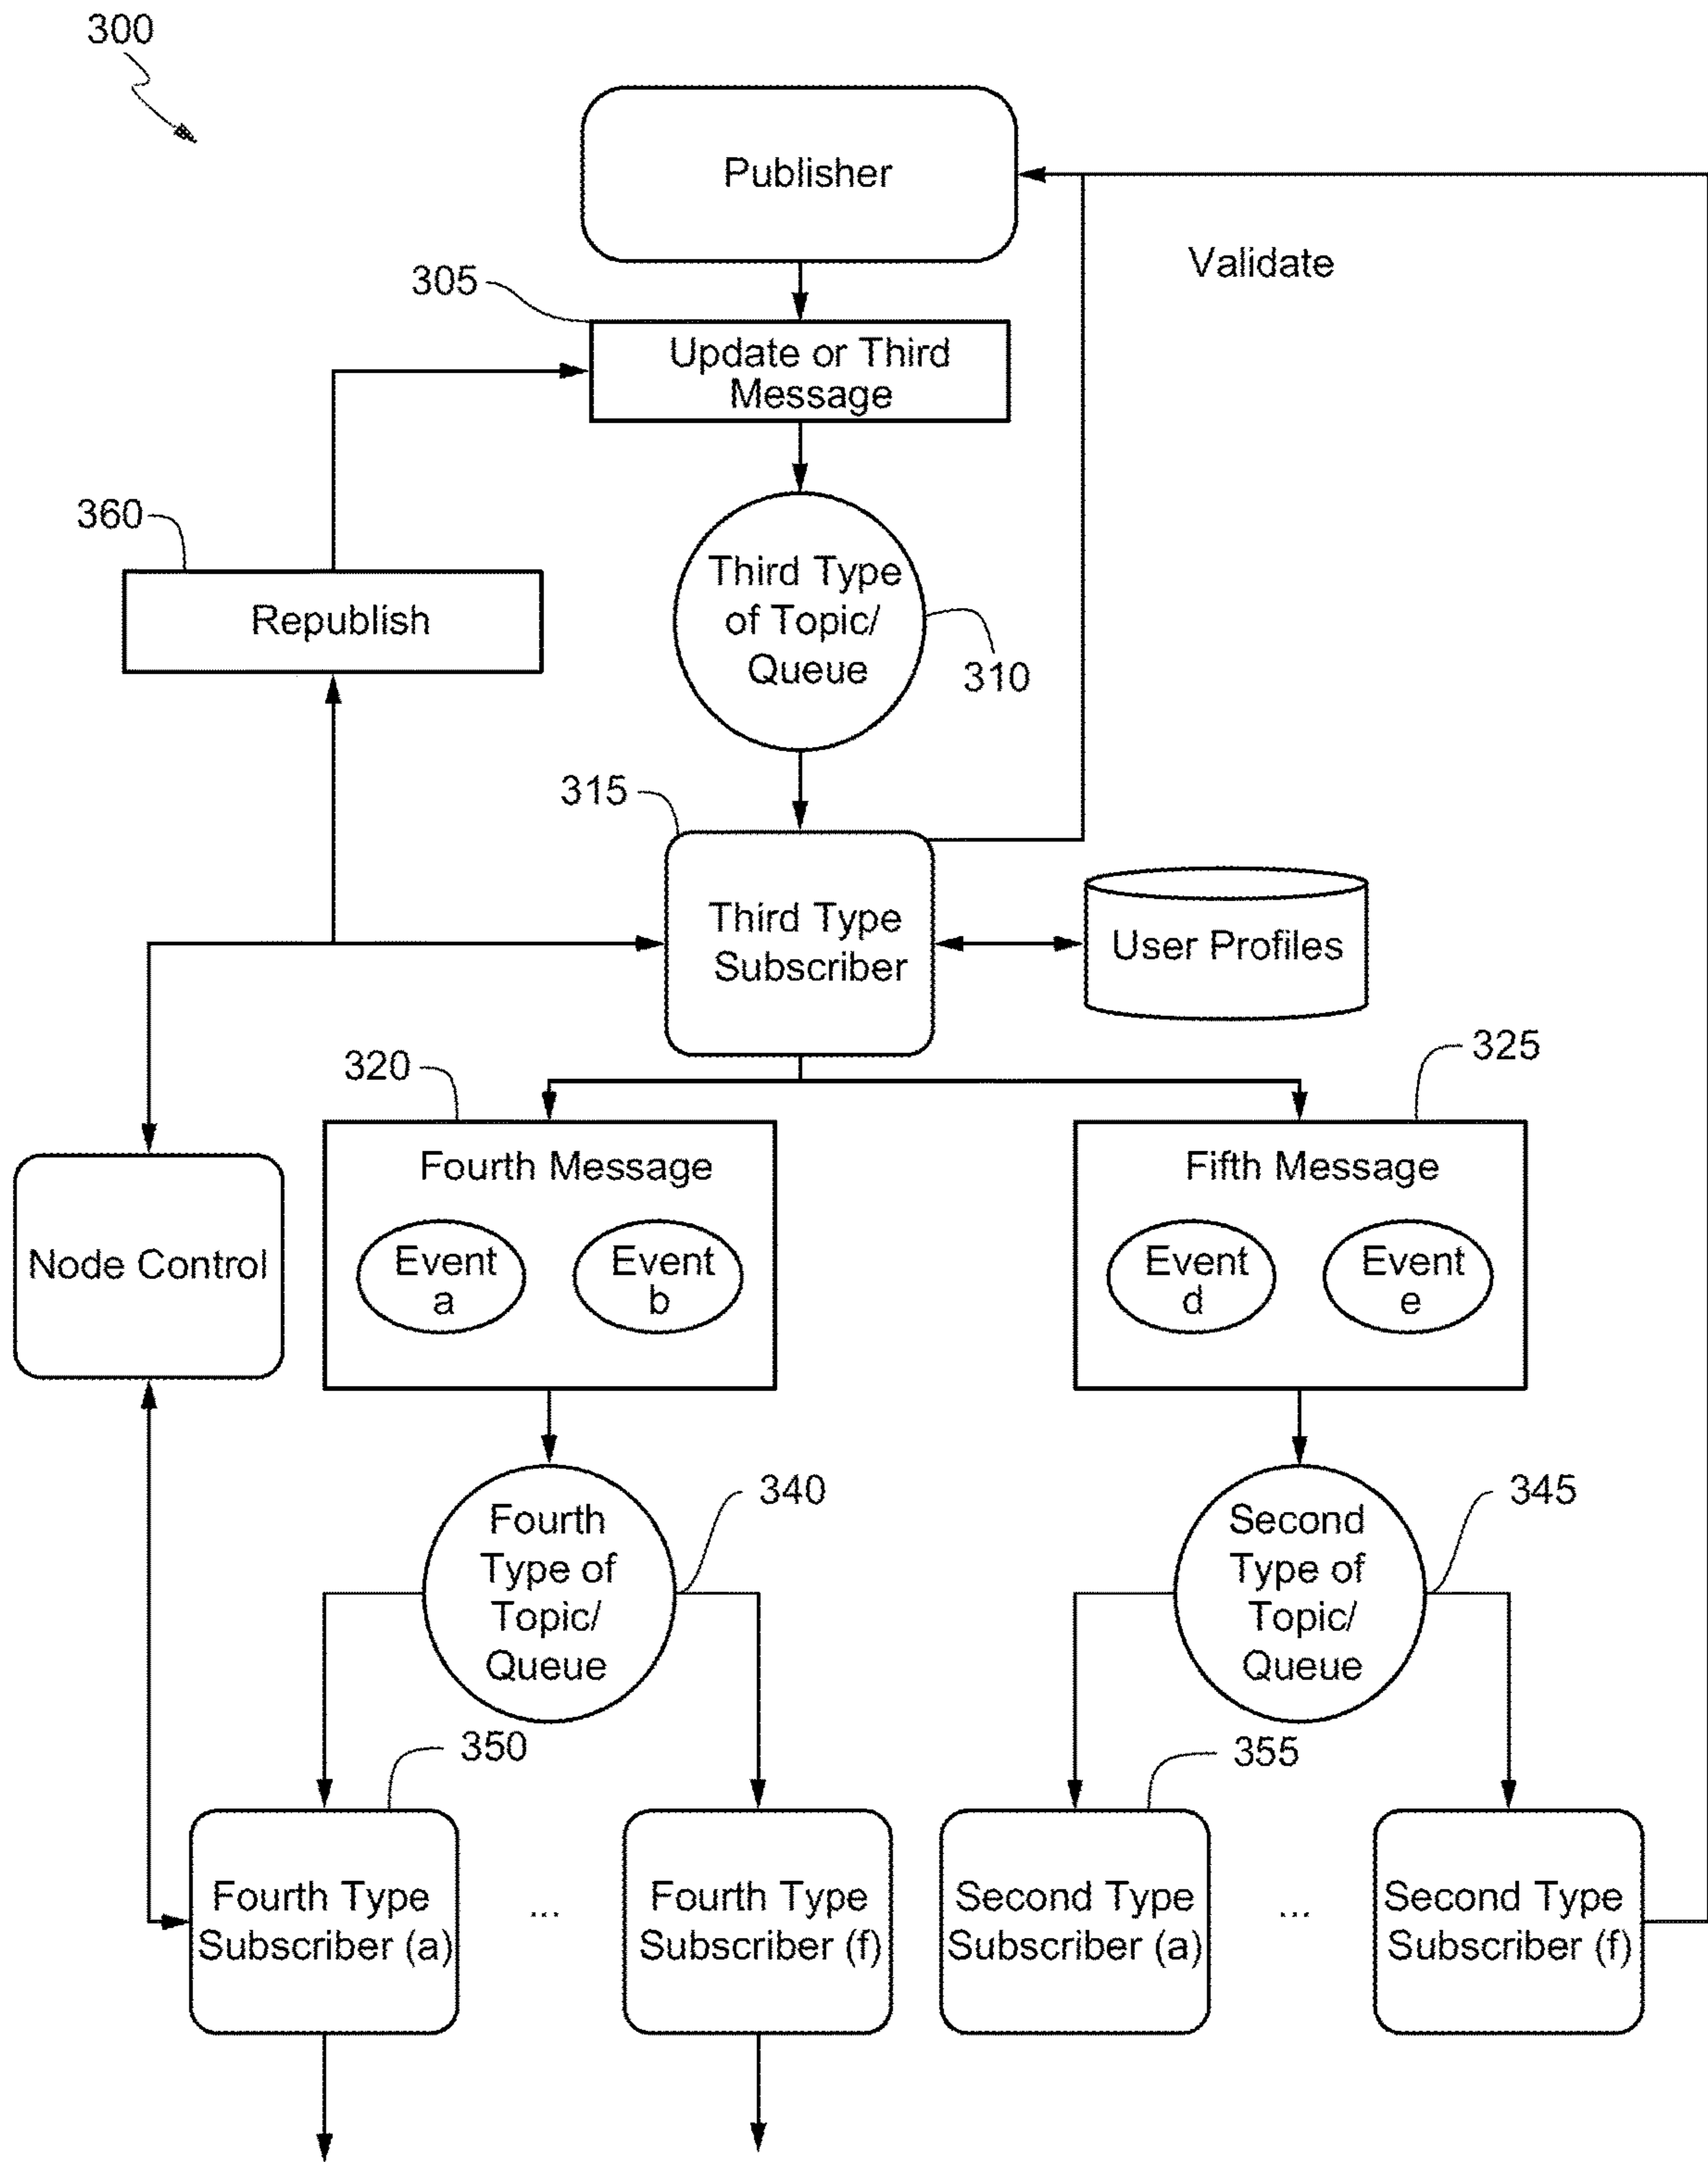 300
Publisher
Validate
305
Update or Third
Message
360
Republish
Third Type
of Topic/
Queue
310
315
Third Type
Subscriber
User Profiles
320
325
Fourth Message
Event
a
Event
b
Fifth Message
Event
d
Event
e
Node Control
340
Fourth
Type of
Topic/
Queue
345
Second
Type of
Topic/
Queue
350
355
Fourth Type
Subscriber (a)
...
Fourth Type
Subscriber (f)
Second Type
Subscriber (a)
...
Second Type
Subscriber (f)